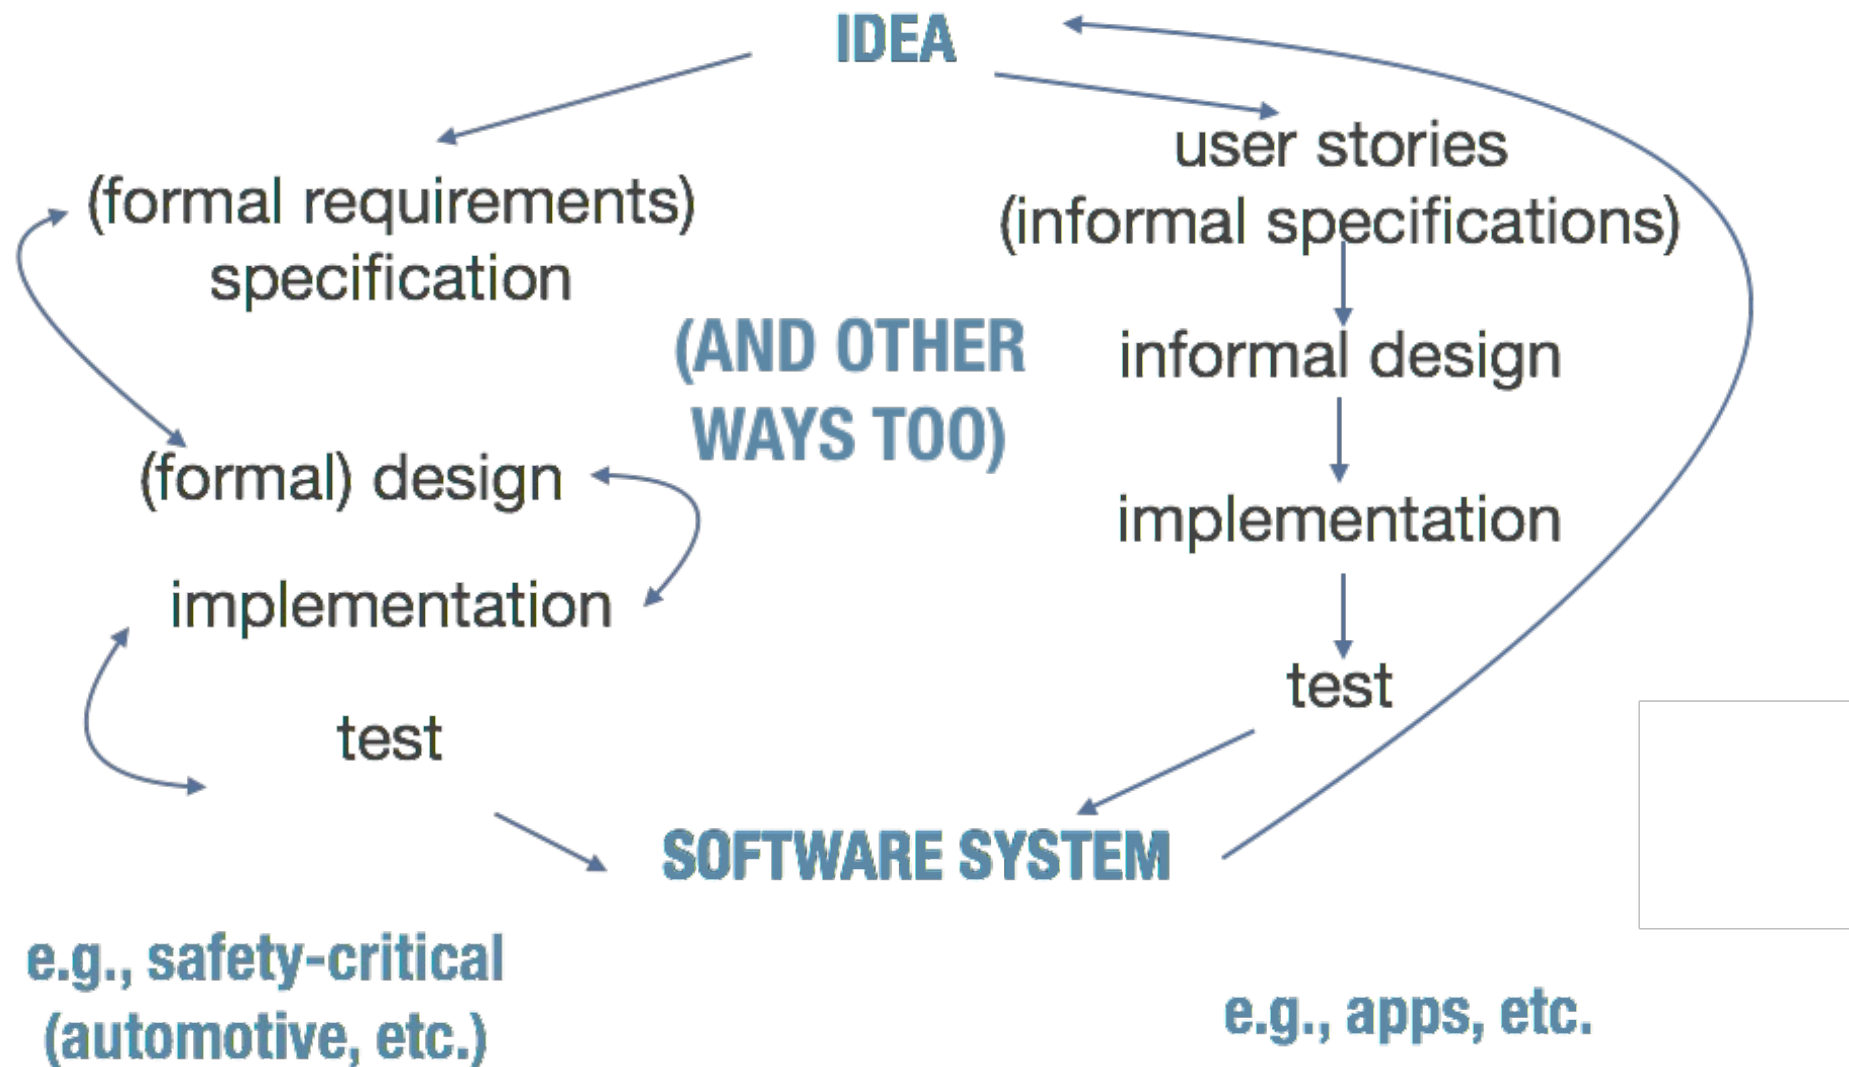 IDEA
(formal requirements)
specification
(formal) design
implementation
test
user stories
(informal specifications)
informal design
implementation
test
(AND OTHER
WAYS TOO)
SOFTWARE SYSTEM
e.g., safety-critical
(automotive, etc.)
e.g., apps, etc.